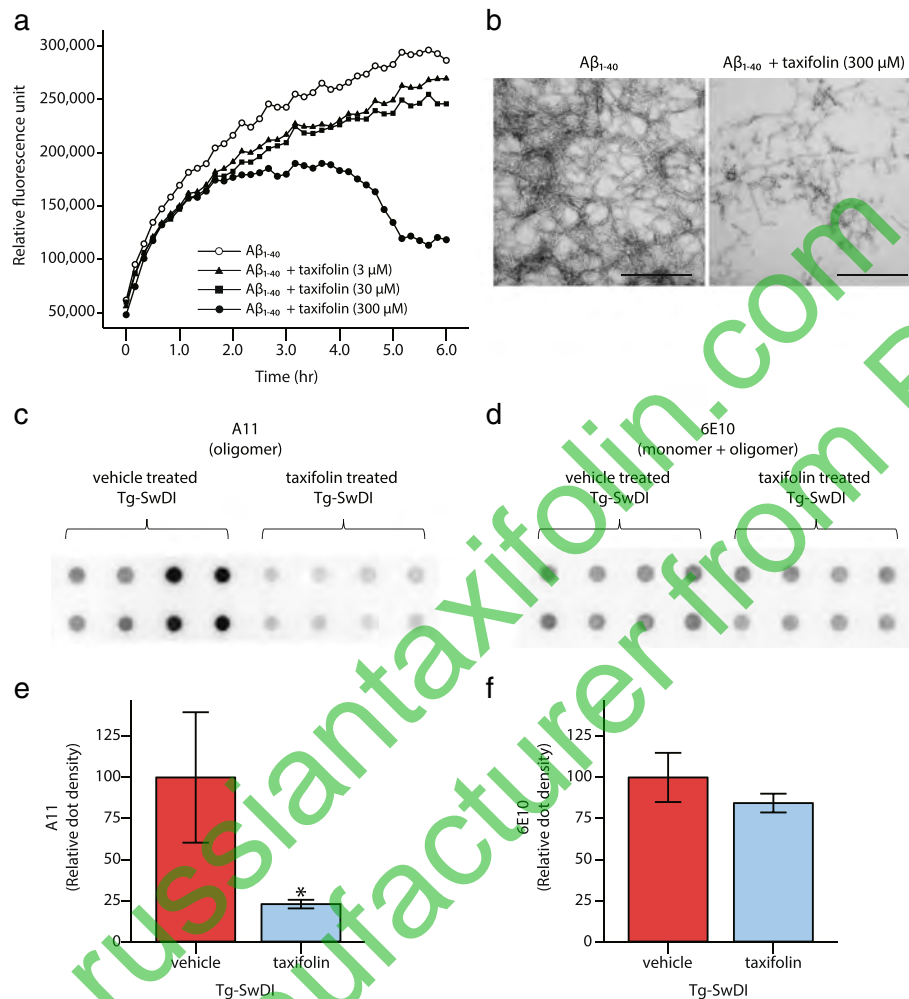 a
300,000
250,000
200,000
150,000
100,000
50,000
Relative fluorescence unit
Aβ1-40
Aβ1-40 + taxifolin (3 μM)
Aβ1-40 + taxifolin (30 μM)
Aβ1-40 + taxifolin (300 μM)
0 1.0 2.0 3.0 4.0 5.0 6.0
Time (hr)
b
Aβ1-40
Aβ1-40 + taxifolin (300 μM)
c
A11
(oligomer)
vehicle treated
Tg-SwDI
taxifolin treated
Tg-SwDI
d
6E10
(monomer + oligomer)
vehicle treated
Tg-SwDI
taxifolin treated
Tg-SwDI
e
A11
(Relative dot density)
125
100
75
50
25
0
*
vehicle taxifolin
Tg-SwDI
f
6E10
(Relative dot density)
125
100
75
50
25
0
vehicle taxifolin
Tg-SwDI
russiantaxifolin.com
nufacturer from